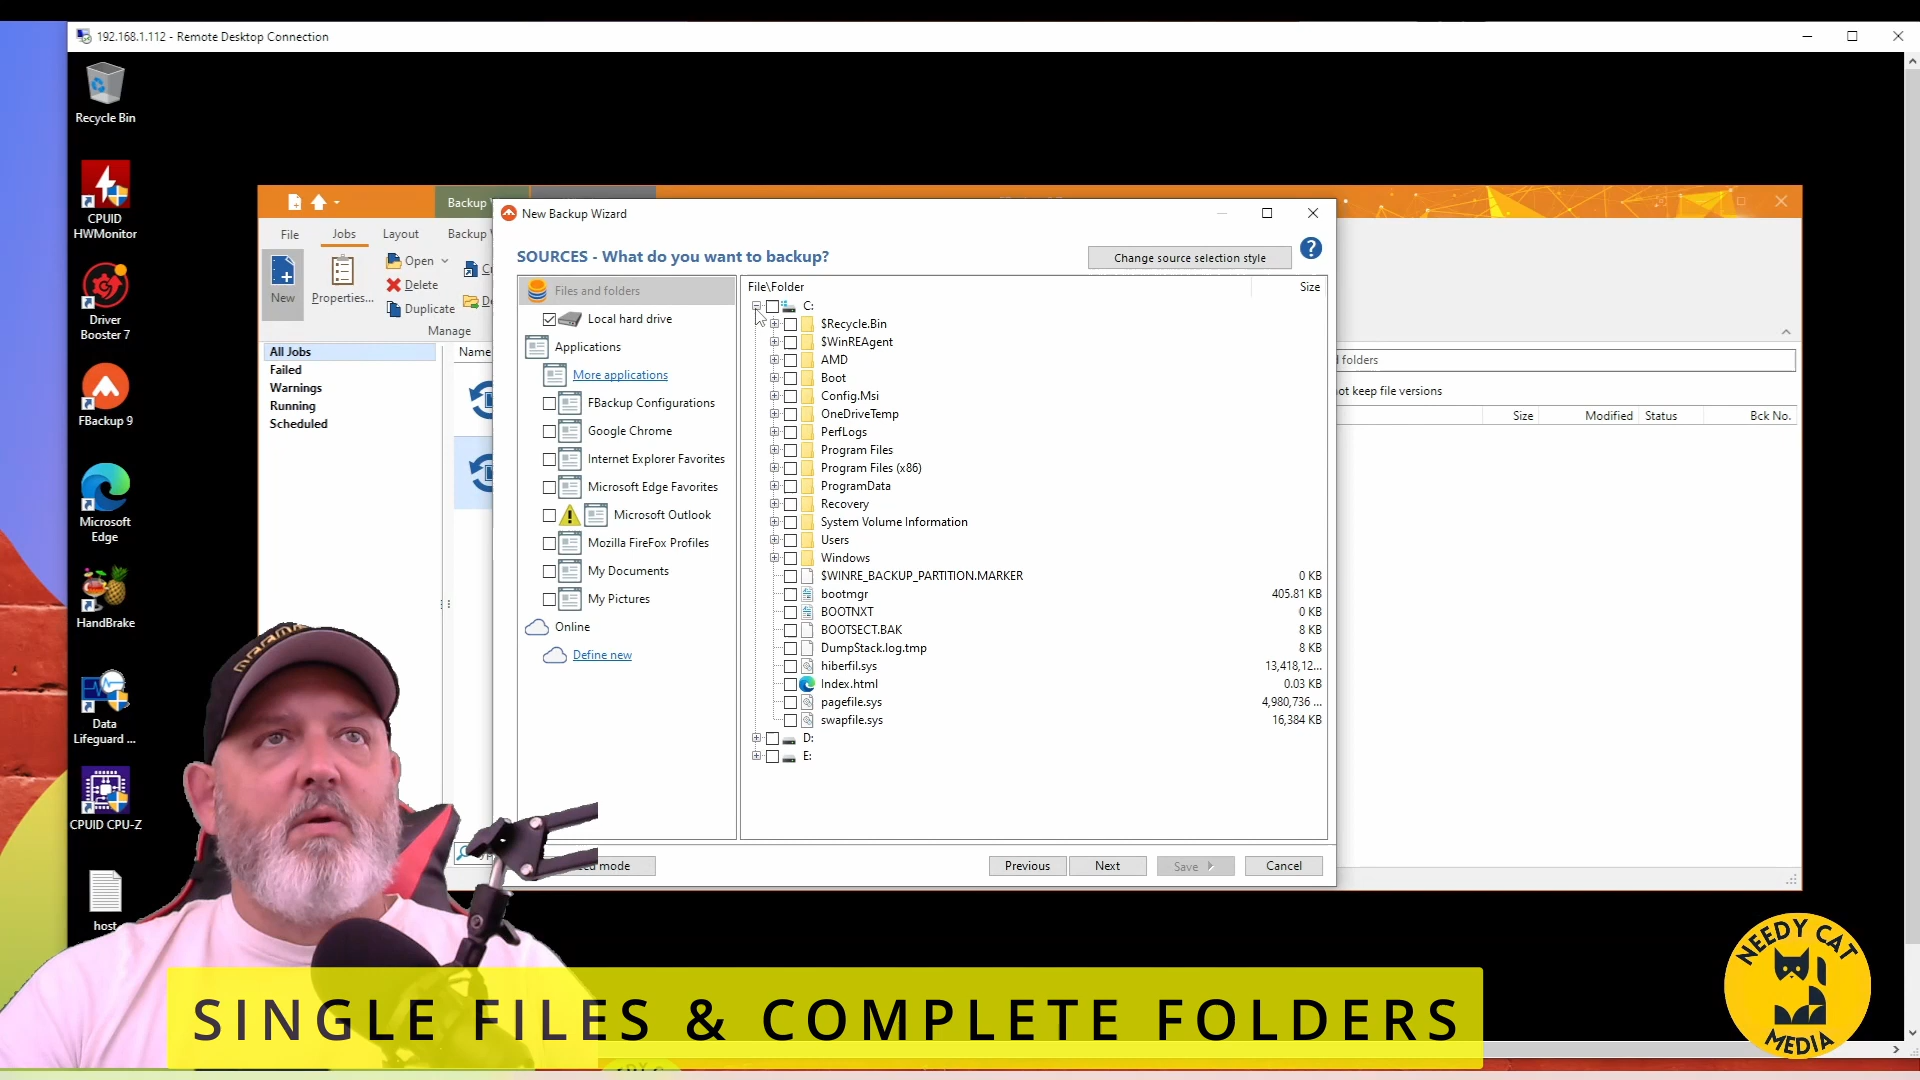 192.168.1.112 - Remote Desktop Connection
Recycle Bin
CPUID
HWMonitor
Driver
Booster 7
FBackup 9
Microsoft
Edge
HandBrake
Data
Lifeguard ...
CPUID CPU-Z
host
Backup
File
Jobs
Layout
Backup
New
Properties...
Open
Delete
Duplicate
Manage
All Jobs
Failed
Warnings
Running
Scheduled
Name
New Backup Wizard
SOURCES - What do you want to backup?
Change source selection style
?
Files and folders
Local hard drive
Applications
More applications
FBackup Configurations
Google Chrome
Internet Explorer Favorites
Microsoft Edge Favorites
Microsoft Outlook
Mozilla FireFox Profiles
My Documents
My Pictures
Online
Define new
File\Folder Size
C:
$Recycle.Bin
$WinREAgent
AMD
Boot
Config.Msi
OneDriveTemp
PerfLogs
Program Files
Program Files (x86)
ProgramData
Recovery
System Volume Information
Users
Windows
$WINRE_BACKUP_PARTITION.MARKER 0 KB
bootmgr 405.81 KB
BOOTNXT 0 KB
BOOTSECT.BAK 8 KB
DumpStack.log.tmp 8 KB
hiberfil.sys 13,418,12...
Index.html 0.03 KB
pagefile.sys 4,980,736 ...
swapfile.sys 16,384 KB
D:
E:
mode
Previous
Next
Save
Cancel
folders
ot keep file versions
Size Modified Status Bck No.
SINGLE FILES & COMPLETE FOLDERS
NEEDY CAT
MEDIA